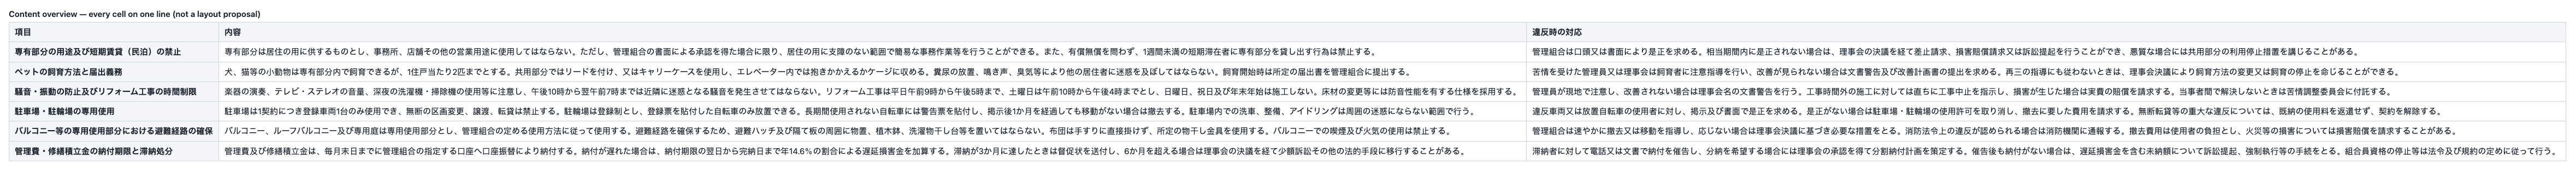 Content overview — every cell on one line (not a layout proposal)
項目 内容 違反時の対応
専有部分の用途及び短期賃貸（民泊）の禁止 専有部分は居住の用に供するものとし、事務所、店舗その他の営業用途に使用してはならない。ただし、管理組合の書面による承認を得た場合に限り、居住の用に支障のない範囲で簡易な事務作業等を行うことができる。また、有償無償を問わず、1週間未満の短期滞在者に専有部分を貸し出す行為は禁止する。 管理組合は口頭又は書面により是正を求める。相当期間内に是正されない場合は、理事会の決議を経て差止請求、損害賠償請求又は訴訟提起を行うことができ、悪質な場合には共用部分の利用停止措置を講じることがある。
ペットの飼育方法と届出義務 犬、猫等の小動物は専有部分内で飼育できるが、1住戸当たり2匹までとする。共用部分ではリードを付け、又はキャリーケースを使用し、エレベーター内では抱きかかえるかケージに収める。糞尿の放置、鳴き声、臭気等により他の居住者に迷惑を及ぼしてはならない。飼育開始時は所定の届出書を管理組合に提出する。 苦情を受けた管理員又は理事会は飼育者に注意指導を行い、改善が見られない場合は文書警告及び改善計画書の提出を求める。再三の指導にも従わないときは、理事会決議により飼育方法の変更又は飼育の停止を命じることができる。
騒音・振動の防止及びリフォーム工事の時間制限 楽器の演奏、テレビ・ステレオの音量、深夜の洗濯機・掃除機の使用等に注意し、午後10時から翌午前7時までは近隣に迷惑となる騒音を発生させてはならない。リフォーム工事は平日午前9時から午後5時まで、土曜日は午前10時から午後4時までとし、日曜日、祝日及び年末年始は施工しない。床材の変更等には防音性能を有する仕様を採用する。 管理員が現地で注意し、改善されない場合は理事会名の文書警告を行う。工事時間外の施工に対しては直ちに工事中止を指示し、損害が生じた場合は実費の賠償を請求する。当事者間で解決しないときは苦情調整委員会に付託する。
駐車場・駐輪場の専用使用 駐車場は1契約につき登録車両1台のみ使用でき、無断の区画変更、譲渡、転貸は禁止する。駐輪場は登録制とし、登録票を貼付した自転車のみ放置できる。長期間使用されない自転車には警告票を貼付し、掲示後1か月を経過しても移動がない場合は撤去する。駐車場内での洗車、整備、アイドリングは周囲の迷惑にならない範囲で行う。 違反車両又は放置自転車の使用者に対し、掲示及び書面で是正を求める。是正がない場合は駐車場・駐輪場の使用許可を取り消し、撤去に要した費用を請求する。無断転貸等の重大な違反については、既納の使用料を返還せず、契約を解除する。
バルコニー等の専用使用部分における避難経路の確保 バルコニー、ルーフバルコニー及び専用庭は専用使用部分とし、管理組合の定める使用方法に従って使用する。避難経路を確保するため、避難ハッチ及び隔て板の周囲に物置、植木鉢、洗濯物干し台等を置いてはならない。布団は手すりに直接掛けず、所定の物干し金具を使用する。バルコニーでの喫煙及び火気の使用は禁止する。 管理組合は速やかに撤去又は移動を指導し、応じない場合は理事会決議に基づき必要な措置をとる。消防法令上の違反が認められる場合は消防機関に通報する。撤去費用は使用者の負担とし、火災等の損害については損害賠償を請求することがある。
管理費・修繕積立金の納付期限と滞納処分 管理費及び修繕積立金は、毎月末日までに管理組合の指定する口座へ口座振替により納付する。納付が遅れた場合は、納付期限の翌日から完納日まで年14.6%の割合による遅延損害金を加算する。滞納が3か月に達したときは督促状を送付し、6か月を超える場合は理事会の決議を経て少額訴訟その他の法的手段に移行することがある。 滞納者に対して電話又は文書で納付を催告し、分納を希望する場合には理事会の承認を得て分割納付計画を策定する。催告後も納付がない場合は、遅延損害金を含む未納額について訴訟提起、強制執行等の手続をとる。組合員資格の停止等は法令及び規約の定めに従って行う。